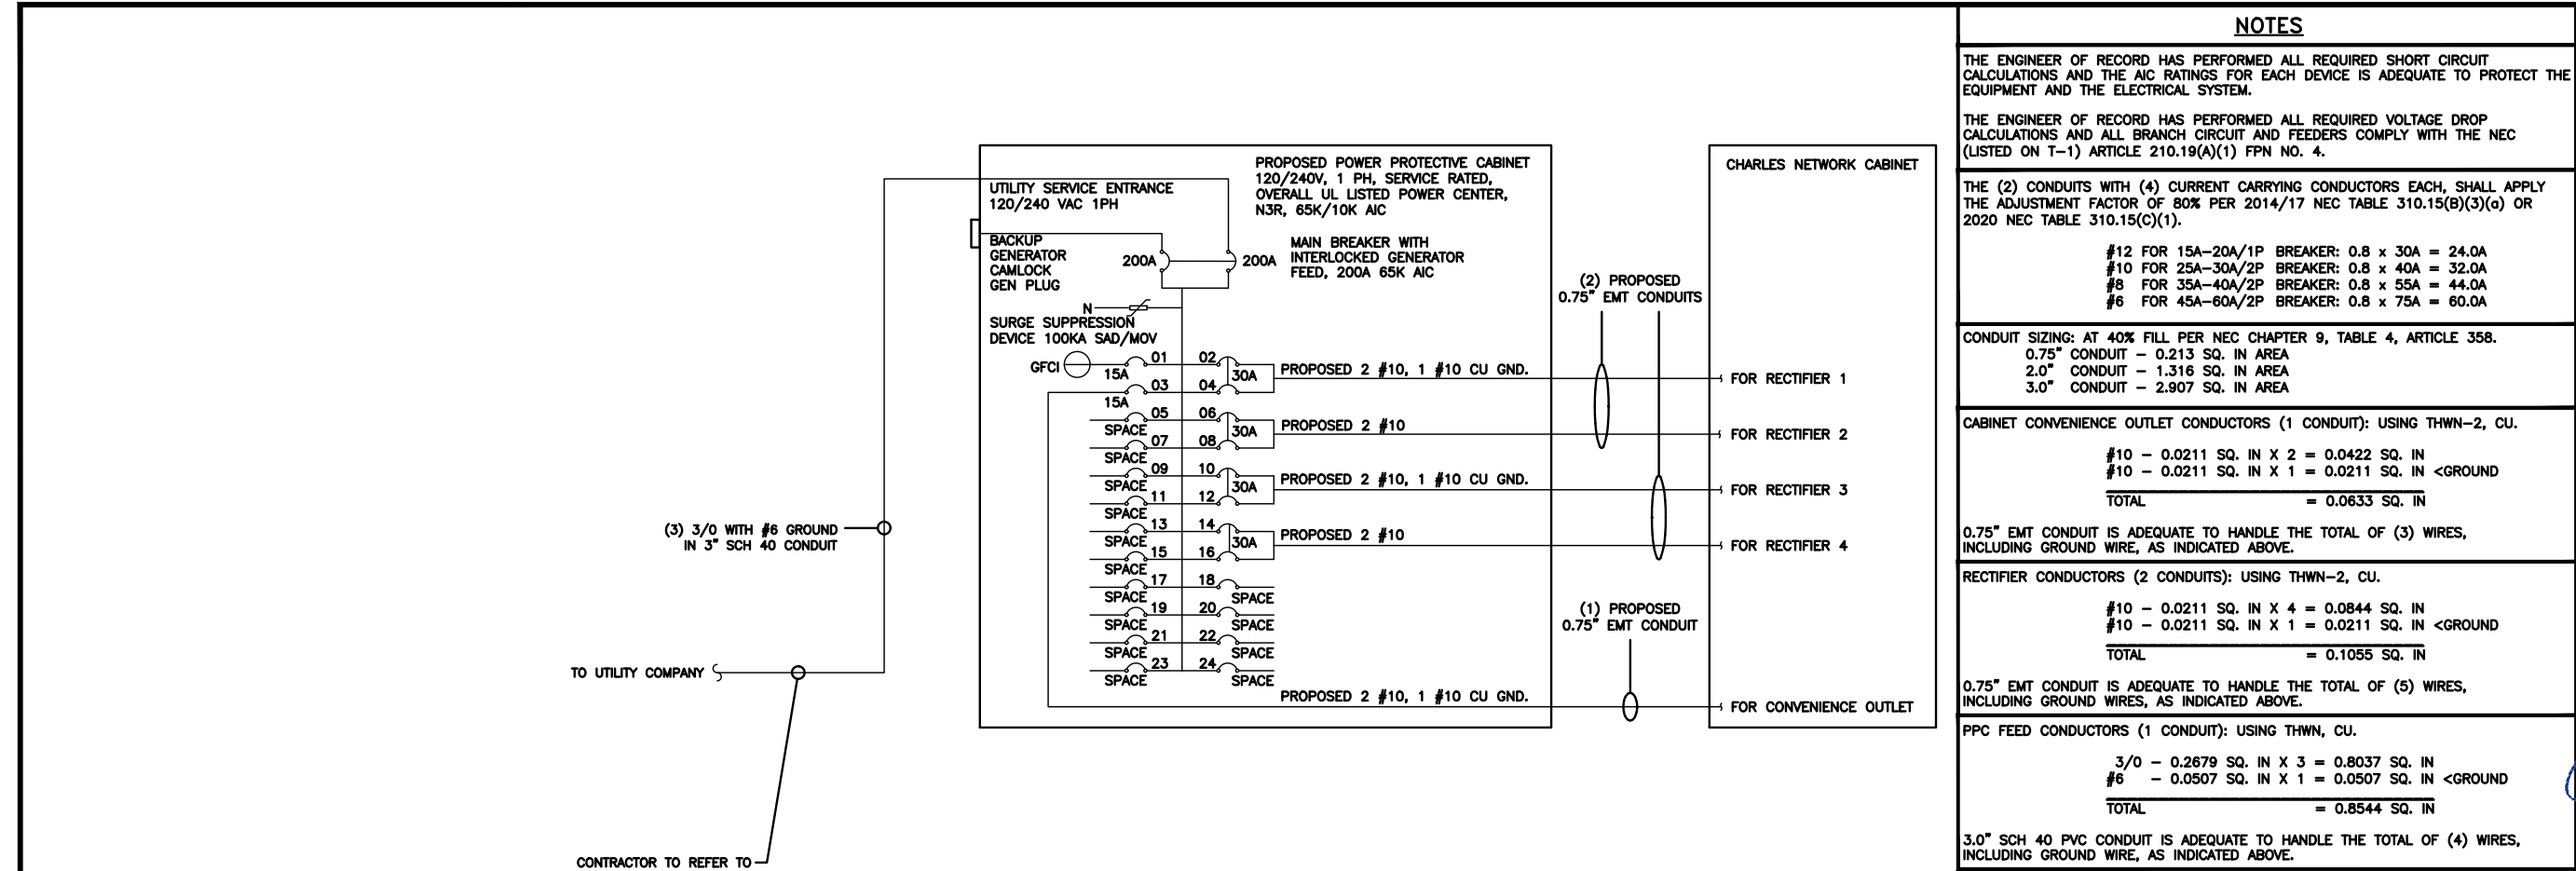 NOTES
THE ENGINEER OF RECORD HAS PERFORMED ALL REQUIRED SHORT CIRCUIT
CALCULATIONS AND THE AIC RATINGS FOR EACH DEVICE IS ADEQUATE TO PROTECT THE
EQUIPMENT AND THE ELECTRICAL SYSTEM.
THE ENGINEER OF RECORD HAS PERFORMED ALL REQUIRED VOLTAGE DROP
CALCULATIONS AND ALL BRANCH CIRCUIT AND FEEDERS COMPLY WITH THE NEC
(LISTED ON T-1) ARTICLE 210.19(A)(1) FPN NO. 4.
THE (2) CONDUITS WITH (4) CURRENT CARRYING CONDUCTORS EACH, SHALL APPLY
THE ADJUSTMENT FACTOR OF 80% PER 2014/17 NEC TABLE 310.15(B)(3)(a) OR
2020 NEC TABLE 310.15(C)(1).
#12 FOR 15A-20A/1P BREAKER: 0.8 x 30A = 24.0A
#10 FOR 25A-30A/2P BREAKER: 0.8 x 40A = 32.0A
#8 FOR 35A-40A/2P BREAKER: 0.8 x 55A = 44.0A
#6 FOR 45A-60A/2P BREAKER: 0.8 x 75A = 60.0A
CONDUIT SIZING: AT 40% FILL PER NEC CHAPTER 9, TABLE 4, ARTICLE 358.
0.75" CONDUIT - 0.213 SQ. IN AREA
2.0" CONDUIT - 1.316 SQ. IN AREA
3.0" CONDUIT - 2.907 SQ. IN AREA
CABINET CONVENIENCE OUTLET CONDUCTORS (1 CONDUIT): USING THWN-2, CU.
#10 - 0.0211 SQ. IN X 2 = 0.0422 SQ. IN
#10 - 0.0211 SQ. IN X 1 = 0.0211 SQ. IN <GROUND
TOTAL = 0.0633 SQ. IN
0.75" EMT CONDUIT IS ADEQUATE TO HANDLE THE TOTAL OF (3) WIRES,
INCLUDING GROUND WIRE, AS INDICATED ABOVE.
RECTIFIER CONDUCTORS (2 CONDUITS): USING THWN-2, CU.
#10 - 0.0211 SQ. IN X 4 = 0.0844 SQ. IN
#10 - 0.0211 SQ. IN X 1 = 0.0211 SQ. IN <GROUND
TOTAL = 0.1055 SQ. IN
0.75" EMT CONDUIT IS ADEQUATE TO HANDLE THE TOTAL OF (5) WIRES,
INCLUDING GROUND WIRES, AS INDICATED ABOVE.
PPC FEED CONDUCTORS (1 CONDUIT): USING THWN, CU.
3/0 - 0.2679 SQ. IN X 3 = 0.8037 SQ. IN
#6 - 0.0507 SQ. IN X 1 = 0.0507 SQ. IN <GROUND
TOTAL = 0.8544 SQ. IN
3.0" SCH 40 PVC CONDUIT IS ADEQUATE TO HANDLE THE TOTAL OF (4) WIRES,
INCLUDING GROUND WIRE, AS INDICATED ABOVE.
PROPOSED POWER PROTECTIVE CABINET
120/240V, 1 PH, SERVICE RATED,
OVERALL UL LISTED POWER CENTER,
N3R, 65K/10K AIC
UTILITY SERVICE ENTRANCE
120/240 VAC 1PH
BACKUP
GENERATOR
CAMLOCK
GEN PLUG
200A
200A
MAIN BREAKER WITH
INTERLOCKED GENERATOR
FEED, 200A 65K AIC
N
SURGE SUPPRESSION
DEVICE 100KA SAD/MOV
GFCI
15A 01 02 30A
15A 03 04
SPACE 05 06 30A
SPACE 07 08
SPACE 09 10 30A
SPACE 11 12
SPACE 13 14 30A
SPACE 15 16
SPACE 17 18 SPACE
SPACE 19 20 SPACE
SPACE 21 22 SPACE
SPACE 23 24 SPACE
PROPOSED 2 #10, 1 #10 CU GND.
PROPOSED 2 #10
PROPOSED 2 #10, 1 #10 CU GND.
PROPOSED 2 #10
PROPOSED 2 #10, 1 #10 CU GND.
(2) PROPOSED
0.75" EMT CONDUITS
(1) PROPOSED
0.75" EMT CONDUIT
CHARLES NETWORK CABINET
FOR RECTIFIER 1
FOR RECTIFIER 2
FOR RECTIFIER 3
FOR RECTIFIER 4
FOR CONVENIENCE OUTLET
(3) 3/0 WITH #6 GROUND
IN 3" SCH 40 CONDUIT
TO UTILITY COMPANY
CONTRACTOR TO REFER TO